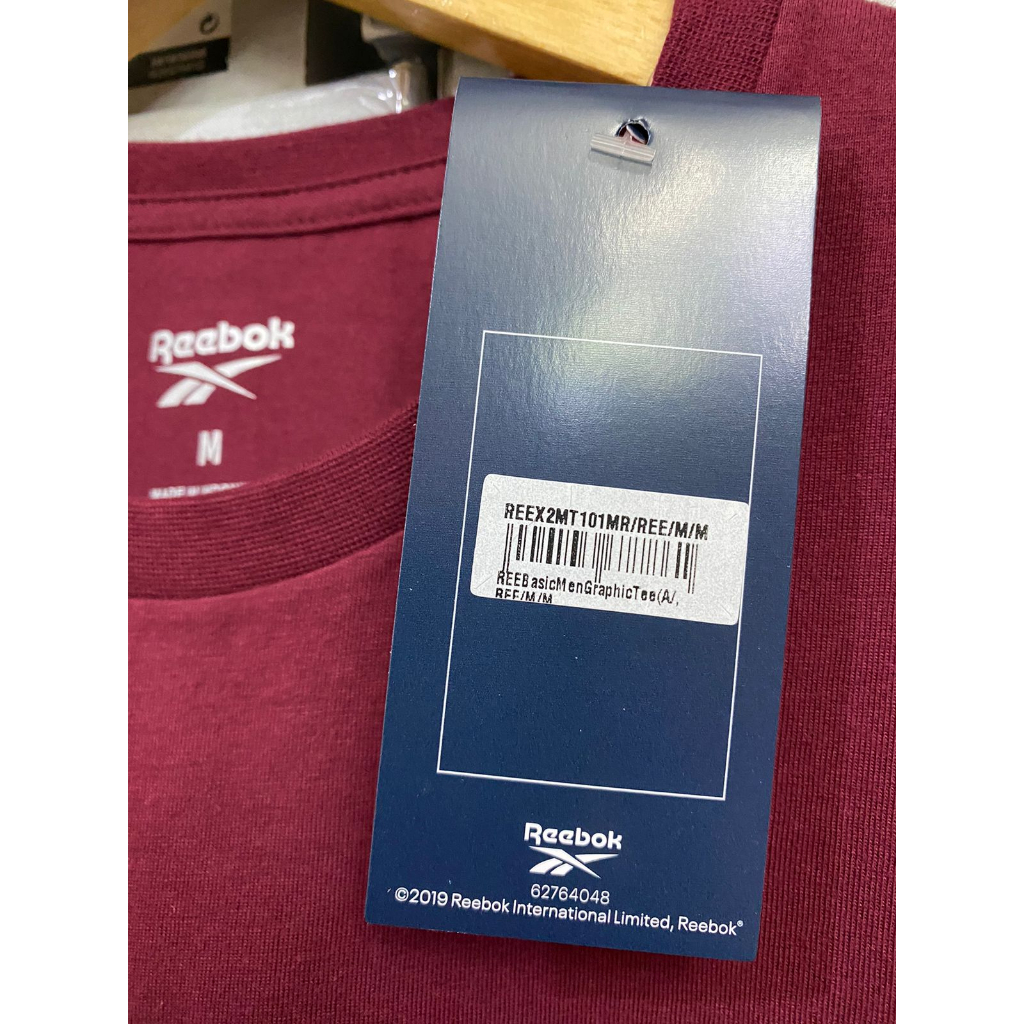 Reebok
M
REEX2MT101MR/REE/M/M
REEBasicMenGraphicTee(A/,
REE/M/M
Reebok
62764048
©2019 Reebok International Limited, Reebok®